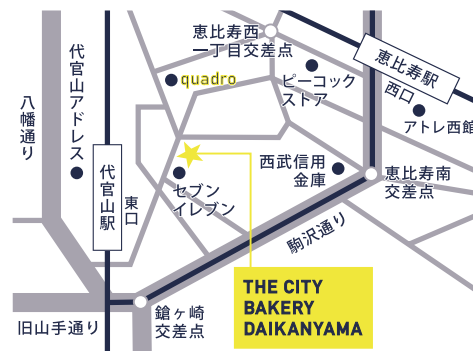 恵比寿西
一丁目交差点
代官山アドレス
quadro
ピーコック
ストア
恵比寿駅
西口
アトレ西館
八幡通り
代官山駅
東口
セブン
イレブン
西武信用
金庫
恵比寿南
交差点
駒沢通り
THE CITY
BAKERY
DAIKANYAMA
旧山手通り
鎗ヶ崎
交差点